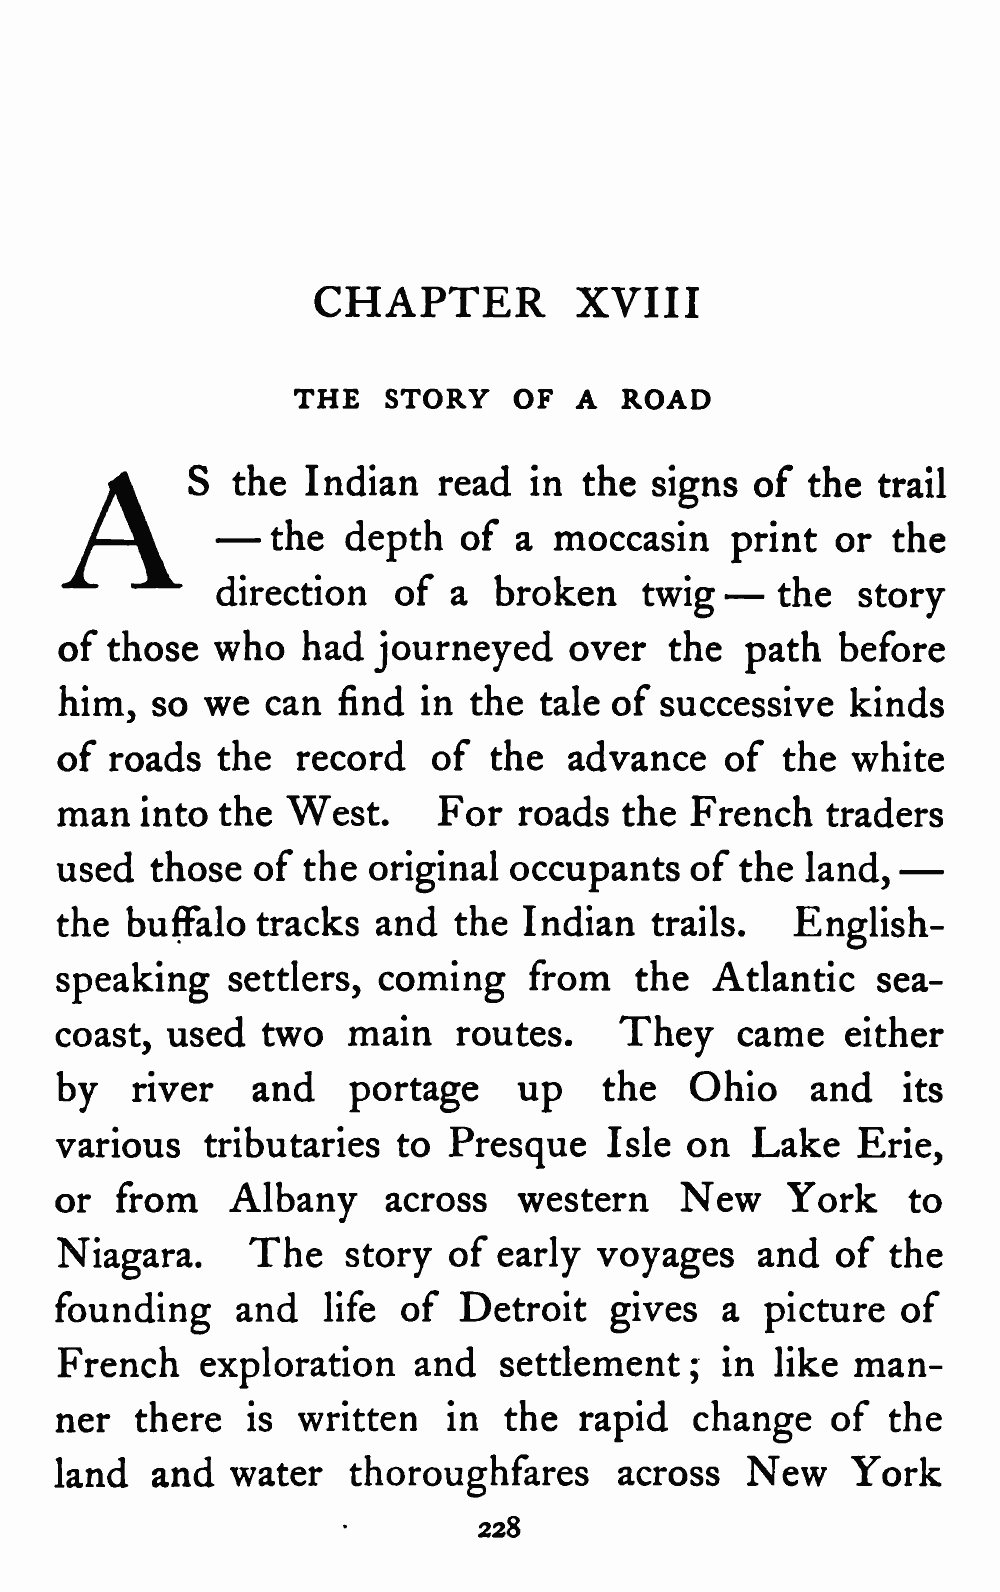 CHAPTER XVIII
THE STORY OF A ROAD
AS the Indian read in the signs of the trail
— the depth of a moccasin print or the
direction of a broken twig — the story
of those who had journeyed over the path before
him, so we can find in the tale of successive kinds
of roads the record of the advance of the white
man into the West. For roads the French traders
used those of the original occupants of the land, —
the buffalo tracks and the Indian trails. English-
speaking settlers, coming from the Atlantic sea-
coast, used two main routes. They came either
by river and portage up the Ohio and its
various tributaries to Presque Isle on Lake Erie,
or from Albany across western New York to
Niagara. The story of early voyages and of the
founding and life of Detroit gives a picture of
French exploration and settlement; in like man-
ner there is written in the rapid change of the
land and water thoroughfares across New York
228